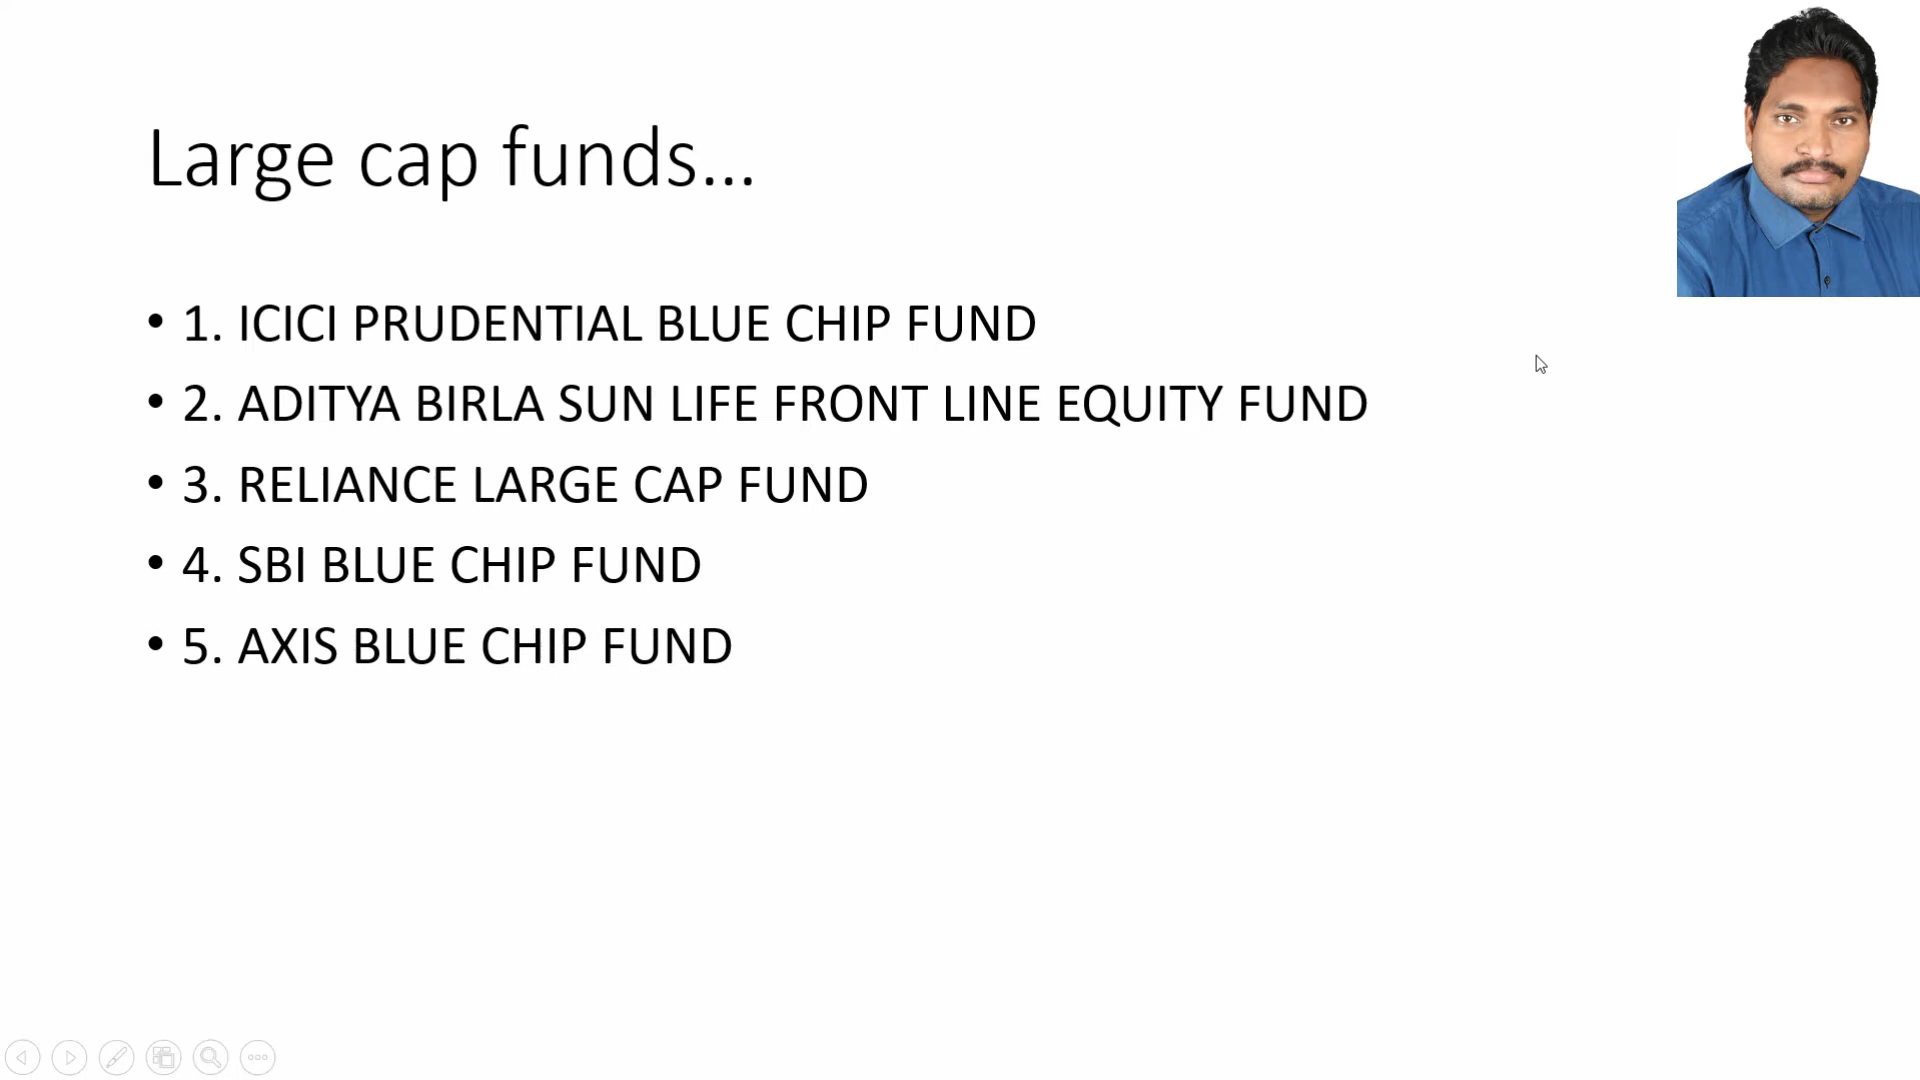 Large cap funds...
• 1. ICICI PRUDENTIAL BLUE CHIP FUND
• 2. ADITYA BIRLA SUN LIFE FRONT LINE EQUITY FUND
• 3. RELIANCE LARGE CAP FUND
• 4. SBI BLUE CHIP FUND
• 5. AXIS BLUE CHIP FUND